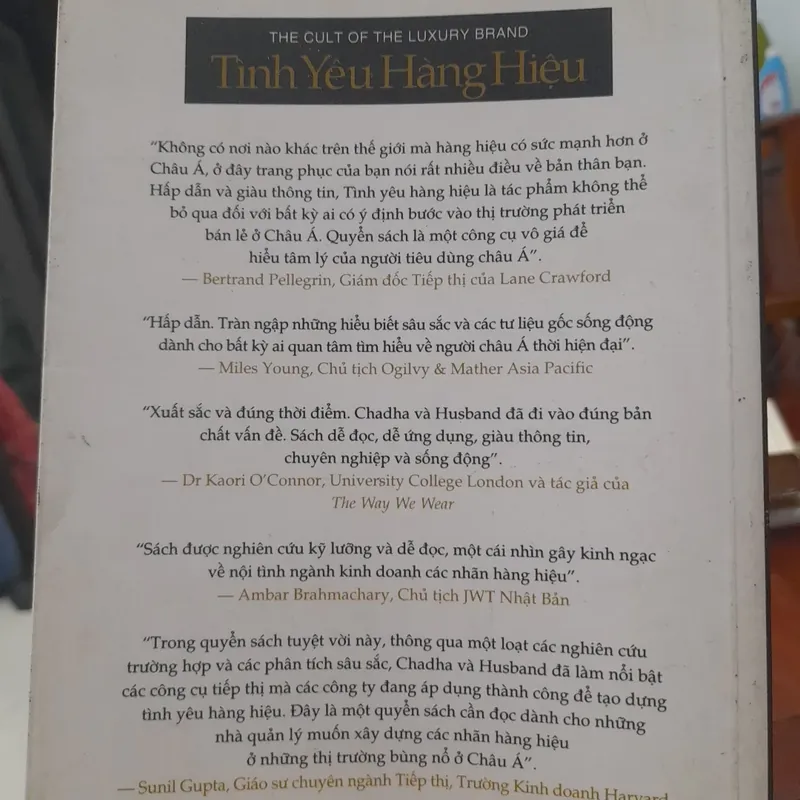 THE CULT OF THE LUXURY BRAND
Tình Yêu Hàng Hiệu
“Không có nơi nào khác trên thế giới mà hàng hiệu có sức mạnh hơn ở
Châu Á, ở đây trang phục của bạn nói rất nhiều điều về bản thân bạn.
Hấp dẫn và giàu thông tin, Tình yêu hàng hiệu là tác phẩm không thể
bỏ qua đối với bất kỳ ai có ý định bước vào thị trường phát triển
bán lẻ ở Châu Á. Quyển sách là một công cụ vô giá để
hiểu tâm lý của người tiêu dùng châu Á”.
— Bertrand Pellegrin, Giám đốc Tiếp thị của Lane Crawford
“Hấp dẫn. Tràn ngập những hiểu biết sâu sắc và các tư liệu gốc sống động
dành cho bất kỳ ai quan tâm tìm hiểu về người châu Á thời hiện đại”.
— Miles Young, Chủ tịch Ogilvy & Mather Asia Pacific
“Xuất sắc và đúng thời điểm. Chadha và Husband đã đi vào đúng bản
chất vấn đề. Sách dễ đọc, dễ ứng dụng, giàu thông tin,
chuyên nghiệp và sống động”.
— Dr Kaori O’Connor, University College London và tác giả của
The Way We Wear
“Sách được nghiên cứu kỹ lưỡng và dễ đọc, một cái nhìn gây kinh ngạc
về nội tình ngành kinh doanh các nhãn hàng hiệu”.
— Ambar Brahmachary, Chủ tịch JWT Nhật Bản
“Trong quyển sách tuyệt vời này, thông qua một loạt các nghiên cứu
trường hợp và các phân tích sâu sắc, Chadha và Husband đã làm nổi bật
các công cụ tiếp thị mà các công ty đang áp dụng thành công để tạo dựng
tình yêu hàng hiệu. Đây là một quyển sách cần đọc dành cho những
nhà quản lý muốn xây dựng các nhãn hàng hiệu
ở những thị trường bùng nổ ở Châu Á”.
— Sunil Gupta, Giáo sư chuyên ngành Tiếp thị, Trường Kinh doanh Harvard